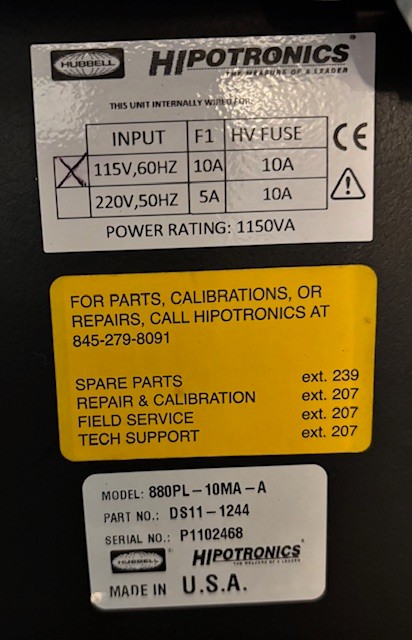 HUBBELL HIPOTRONICS®
THE MEASURE OF A LEADER
THIS UNIT INTERNALLY WIRED FOR:
INPUT F1 HV FUSE
X 115V,60HZ 10A 10A CE
220V,50HZ 5A 10A
POWER RATING: 1150VA
FOR PARTS, CALIBRATIONS, OR
REPAIRS, CALL HIPOTRONICS AT
845-279-8091
SPARE PARTS ext. 239
REPAIR & CALIBRATION ext. 207
FIELD SERVICE ext. 207
TECH SUPPORT ext. 207
MODEL: 880PL-10MA-A
PART NO.: DS11-1244
SERIAL NO.: P1102468
HUBBELL HIPOTRONICS®
THE MEASURE OF A LEADER
MADE IN U.S.A.